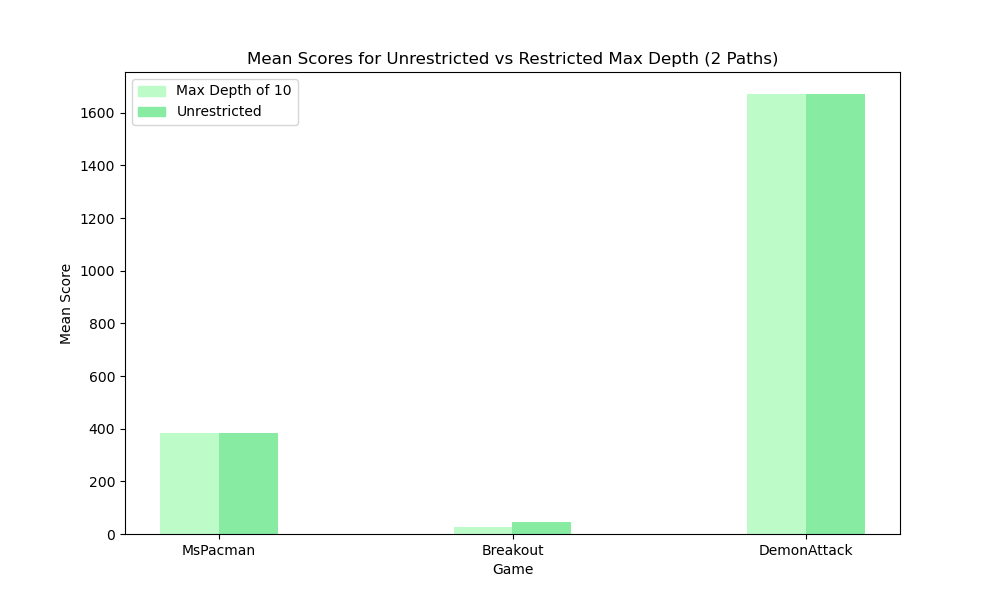 Mean Scores for Unrestricted vs Restricted Max Depth (2 Paths)
Max Depth of 10
Unrestricted
1600
1400
1200
1000
800
600
400
200
0
Mean Score
MsPacman
Breakout
DemonAttack
Game